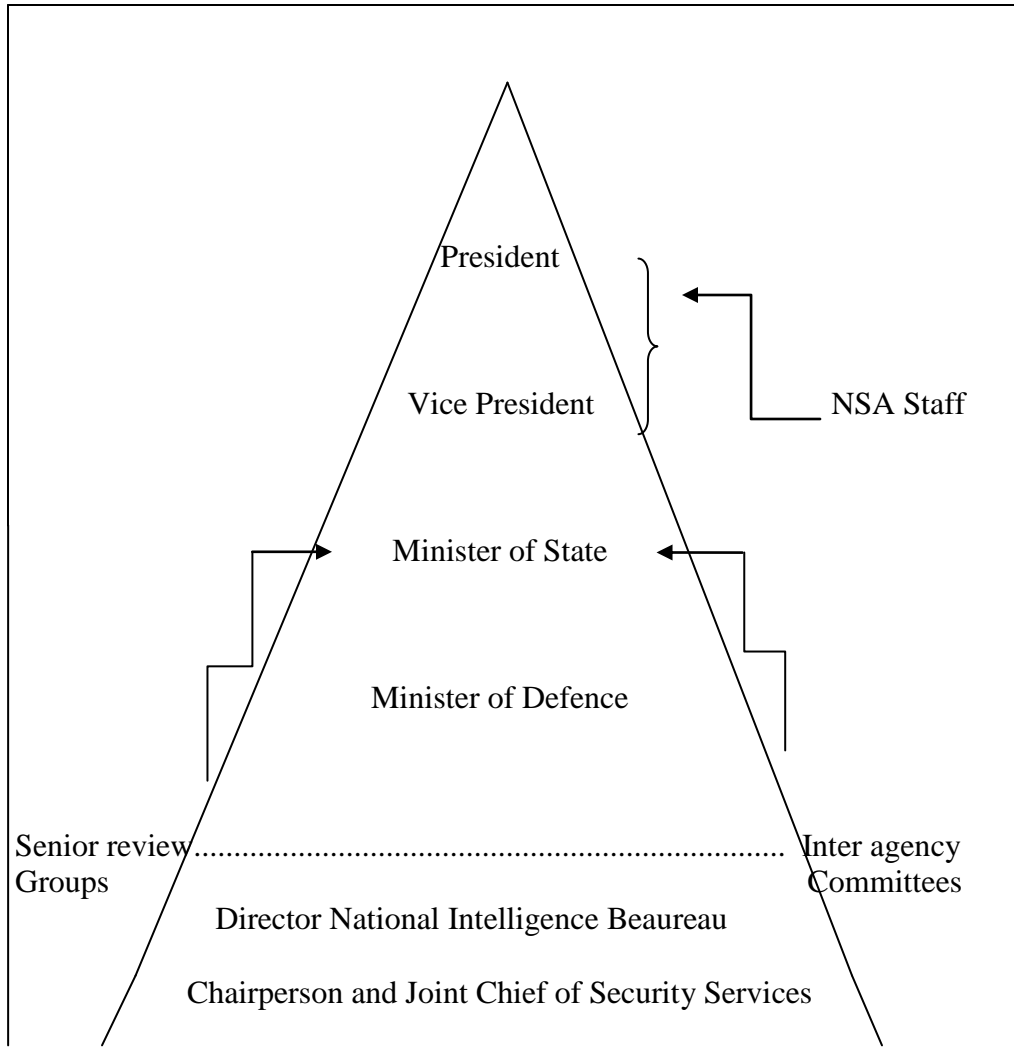 President
Vice President
NSA Staff
Minister of State
Minister of Defence
Senior review.................................................................... Inter agency
Groups Committees
Director National Intelligence Beaureau
Chairperson and Joint Chief of Security Services